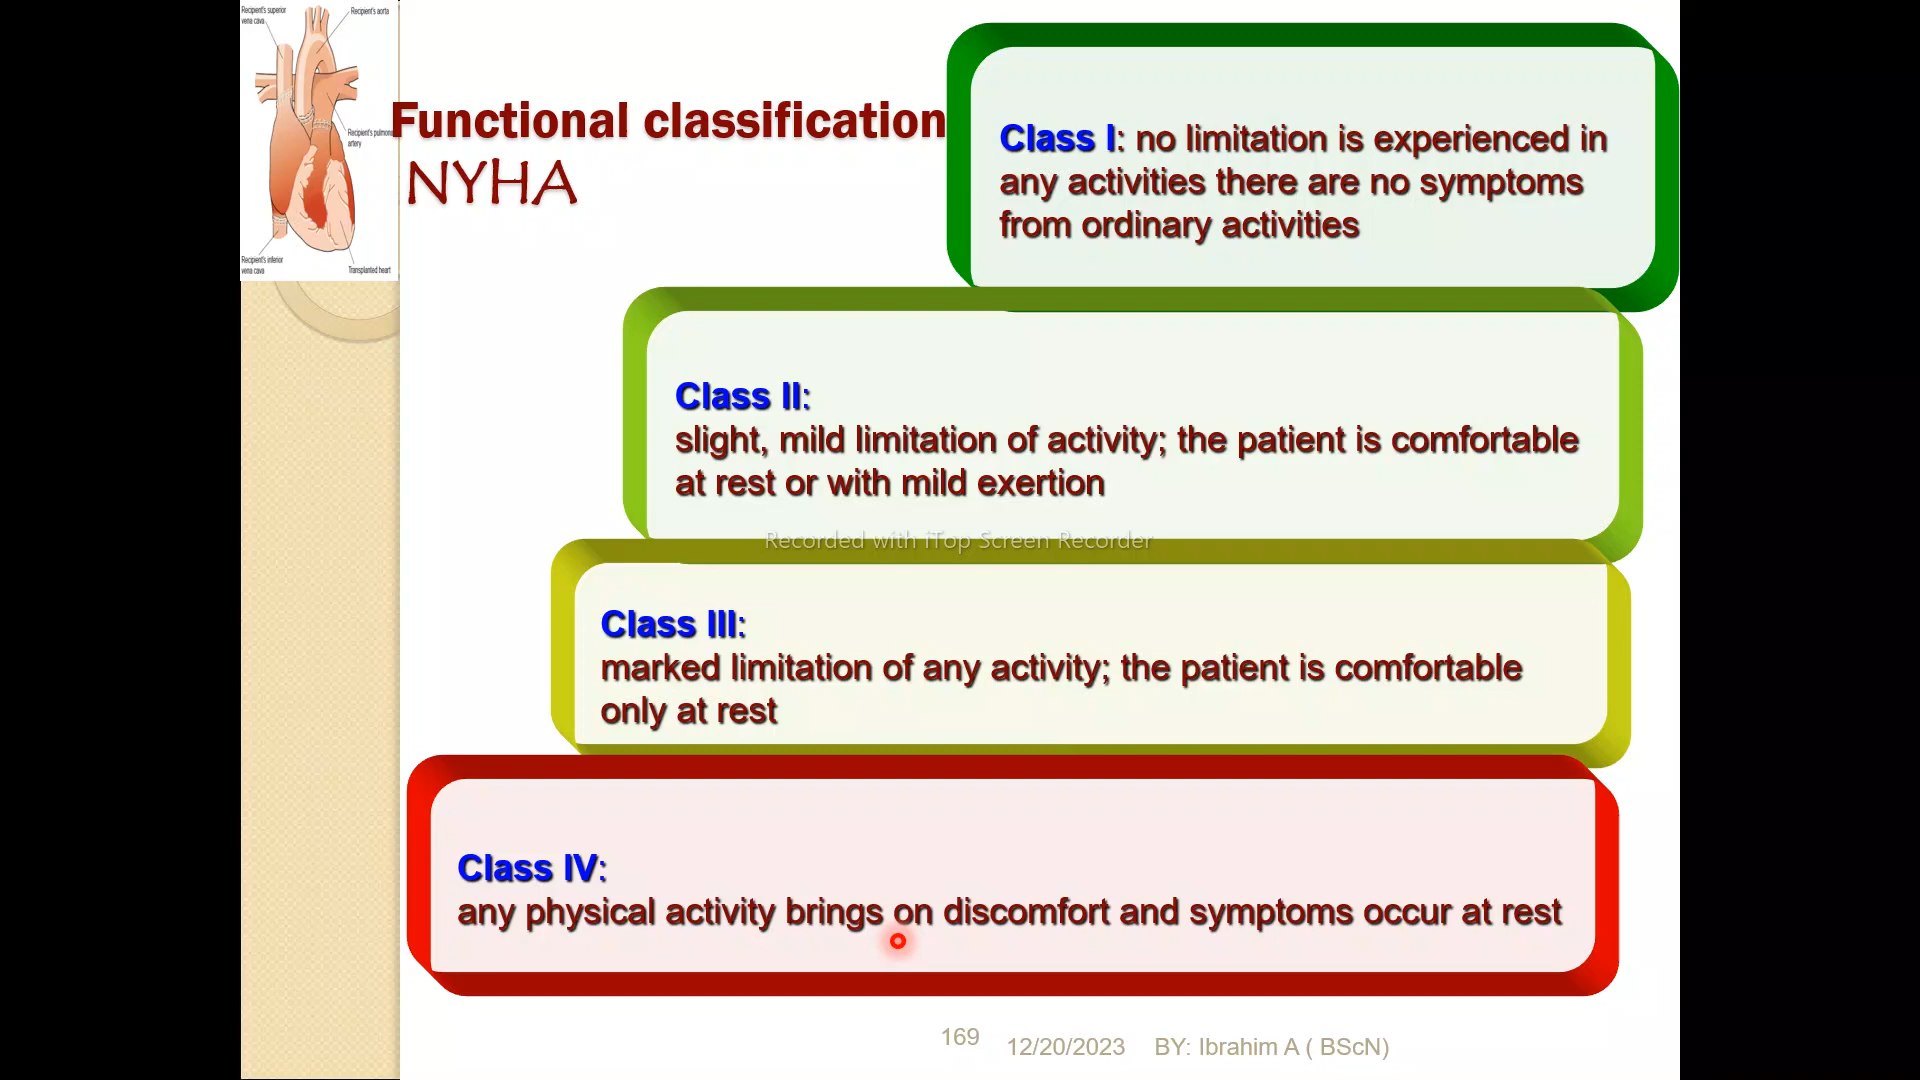 Recipient's superior
vena cava
Recipient's aorta
Recipient's pulmon
artery
Recipient's inferior
vena cava
Transplanted heart
Functional classification
NYHA
Class I: no limitation is experienced in
any activities there are no symptoms
from ordinary activities
Class II:
slight, mild limitation of activity; the patient is comfortable
at rest or with mild exertion
Recorded with iTop Screen Recorder
Class III:
marked limitation of any activity; the patient is comfortable
only at rest
Class IV:
any physical activity brings on discomfort and symptoms occur at rest
169
12/20/2023
BY: Ibrahim A ( BScN)